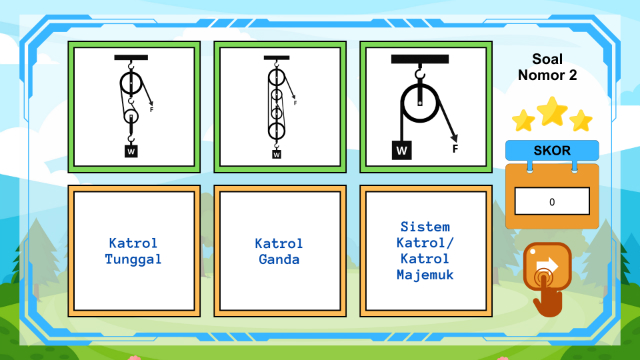 Soal
Nomor 2
F
W
F
W
W
F
SKOR
0
Katrol
Tunggal
Katrol
Ganda
Sistem
Katrol/
Katrol
Majemuk